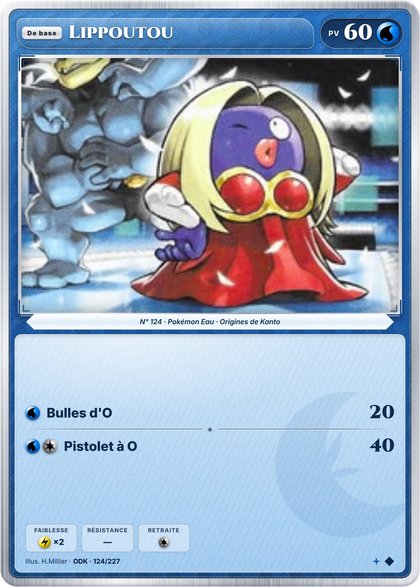 De base LIPPOUTOU PV 60
N° 124 · Pokémon Eau · Origines de Kanto
Bulles d'O 20
Pistolet à O 40
FAIBLESSE RÉSISTANCE RETRAITE
×2 —
Illus. H.Millier · ODK · 124/227